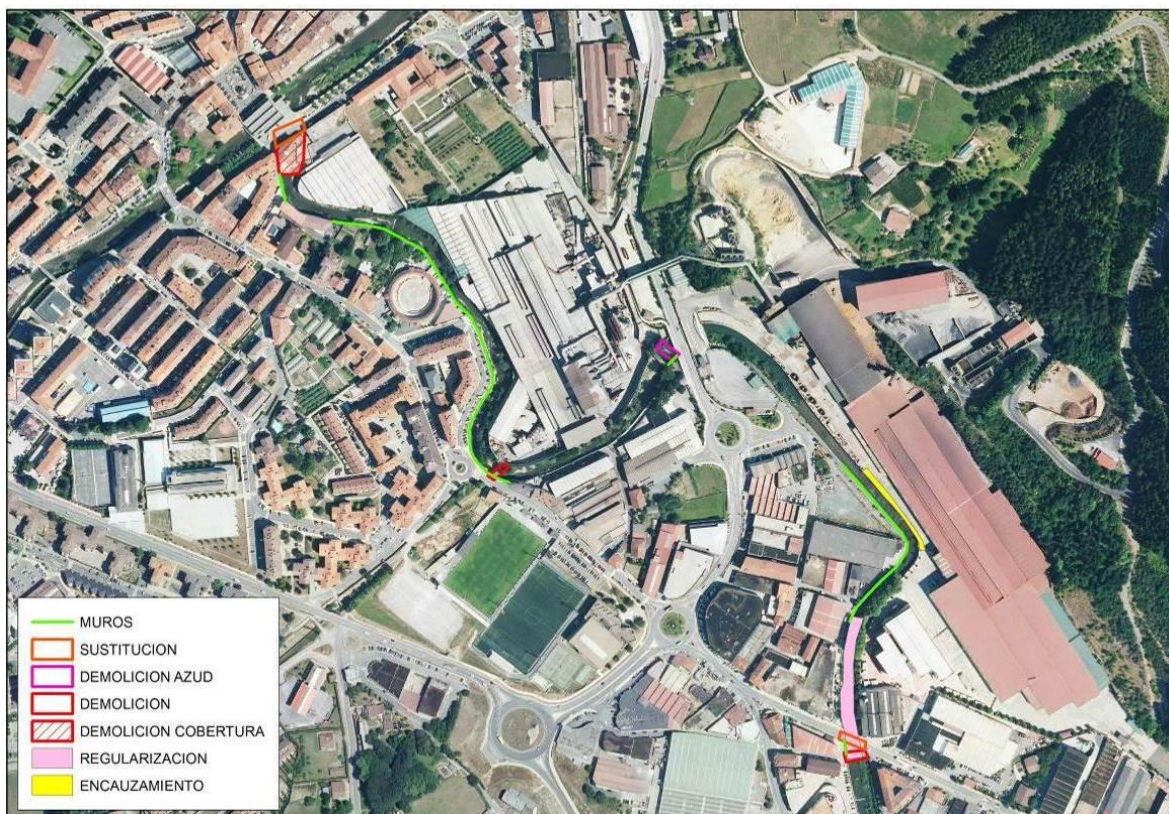 MUROS
SUSTITUCION
DEMOLICION AZUD
DEMOLICION
DEMOLICION COBERTURA
REGULARIZACION
ENCAUZAMIENTO